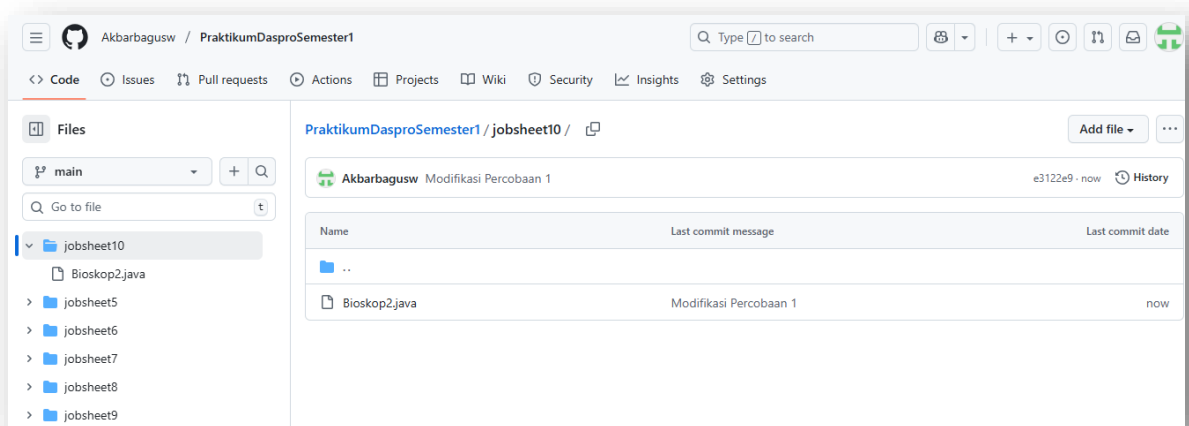 Akbarbagusw / PraktikumDasproSemester1
Type / to search
Code Issues Pull requests Actions Projects Wiki Security Insights Settings
Files
main
Go to file t
jobsheet10
Bioskop2.java
jobsheet5
jobsheet6
jobsheet7
jobsheet8
jobsheet9
PraktikumDasproSemester1 / jobsheet10 /
Add file
Akbarbagusw Modifikasi Percobaan 1 e3122e9 · now History
Name Last commit message Last commit date
..
Bioskop2.java Modifikasi Percobaan 1 now